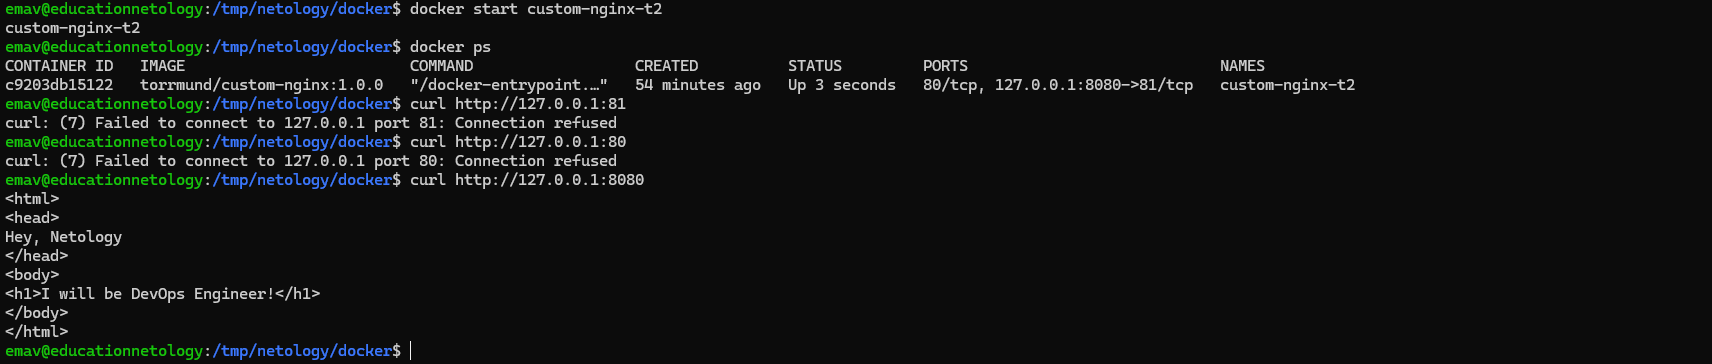 emav@educationnetology:/tmp/netology/docker$ docker start custom-nginx-t2
custom-nginx-t2
emav@educationnetology:/tmp/netology/docker$ docker ps
CONTAINER ID   IMAGE                         COMMAND                  CREATED          STATUS         PORTS                            NAMES
c9203db15122   torrmund/custom-nginx:1.0.0   "/docker-entrypoint.…"   54 minutes ago   Up 3 seconds   80/tcp, 127.0.0.1:8080->81/tcp   custom-nginx-t2
emav@educationnetology:/tmp/netology/docker$ curl http://127.0.0.1:81
curl: (7) Failed to connect to 127.0.0.1 port 81: Connection refused
emav@educationnetology:/tmp/netology/docker$ curl http://127.0.0.1:80
curl: (7) Failed to connect to 127.0.0.1 port 80: Connection refused
emav@educationnetology:/tmp/netology/docker$ curl http://127.0.0.1:8080
<html>
<head>
Hey, Netology
</head>
<body>
<h1>I will be DevOps Engineer!</h1>
</body>
</html>
emav@educationnetology:/tmp/netology/docker$